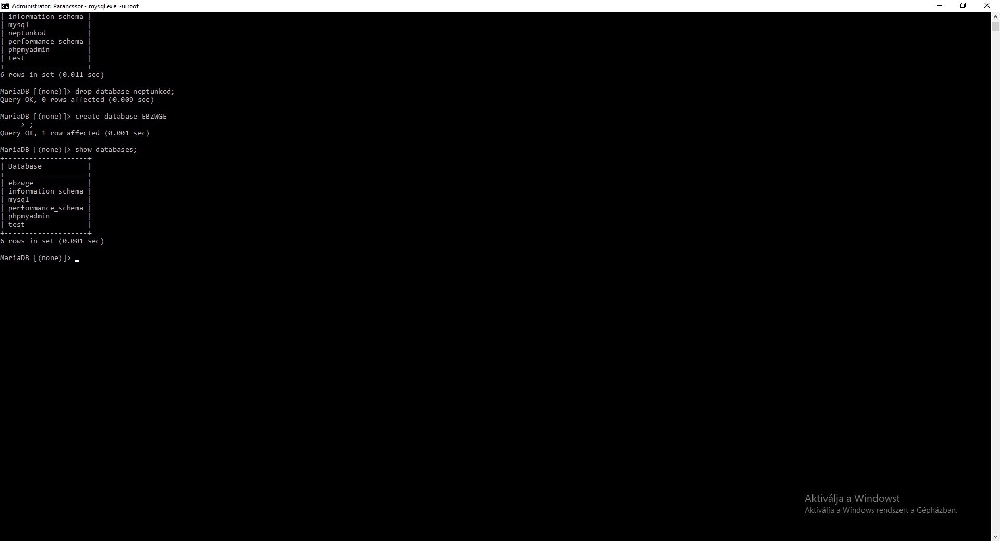 Administrator: Parancssor - mysql.exe  -u root
| information_schema |
| mysql              |
| neptunkod          |
| performance_schema |
| phpmyadmin         |
| test               |
+--------------------+
6 rows in set (0.011 sec)
MariaDB [(none)]> drop database neptunkod;
Query OK, 0 rows affected (0.009 sec)
MariaDB [(none)]> create database EBZWGE
    -> ;
Query OK, 1 row affected (0.001 sec)
MariaDB [(none)]> show databases;
+--------------------+
| Database           |
+--------------------+
| ebzwge             |
| information_schema |
| mysql              |
| performance_schema |
| phpmyadmin         |
| test               |
+--------------------+
6 rows in set (0.001 sec)
MariaDB [(none)]> _
Aktiválja a Windowst
Aktiválja a Windows rendszert a Gépházban.